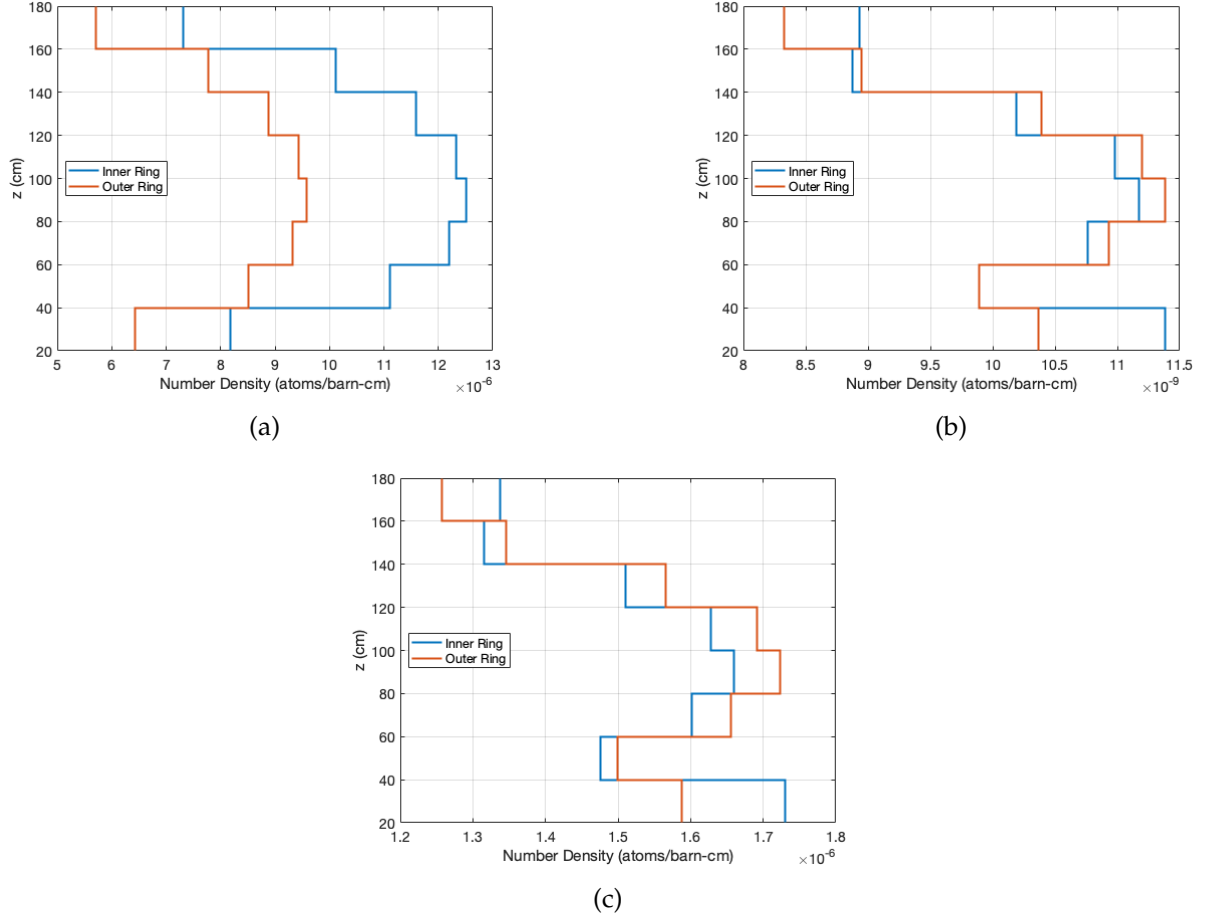 180
160
140
120
100
80
60
40
20
z (cm)
Inner Ring
Outer Ring
5 6 7 8 9 10 11 12 13
Number Density (atoms/barn-cm)
×10⁻⁶
(a)
180
160
140
120
100
80
60
40
20
z (cm)
Inner Ring
Outer Ring
8 8.5 9 9.5 10 10.5 11 11.5
Number Density (atoms/barn-cm)
×10⁻⁹
(b)
180
160
140
120
100
80
60
40
20
z (cm)
Inner Ring
Outer Ring
1.2 1.3 1.4 1.5 1.6 1.7 1.8
Number Density (atoms/barn-cm)
×10⁻⁶
(c)